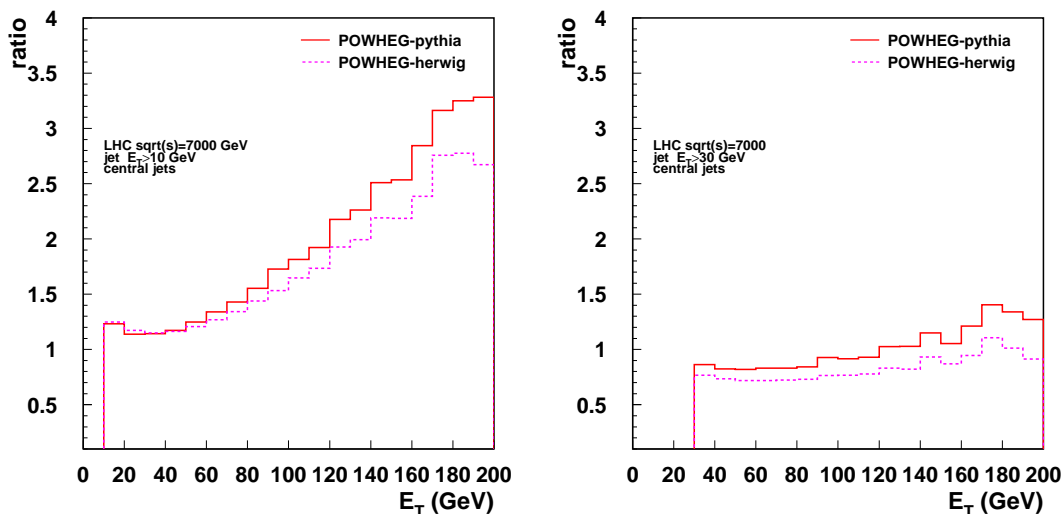 ratio
4
3.5
3
2.5
2
1.5
1
0.5
POWHEG-pythia
POWHEG-herwig
LHC sqrt(s)=7000 GeV
jet E_T>10 GeV
central jets
0 20 40 60 80 100 120 140 160 180 200
E_T (GeV)
ratio
4
3.5
3
2.5
2
1.5
1
0.5
POWHEG-pythia
POWHEG-herwig
LHC sqrt(s)=7000
jet E_T>30 GeV
central jets
0 20 40 60 80 100 120 140 160 180 200
E_T (GeV)